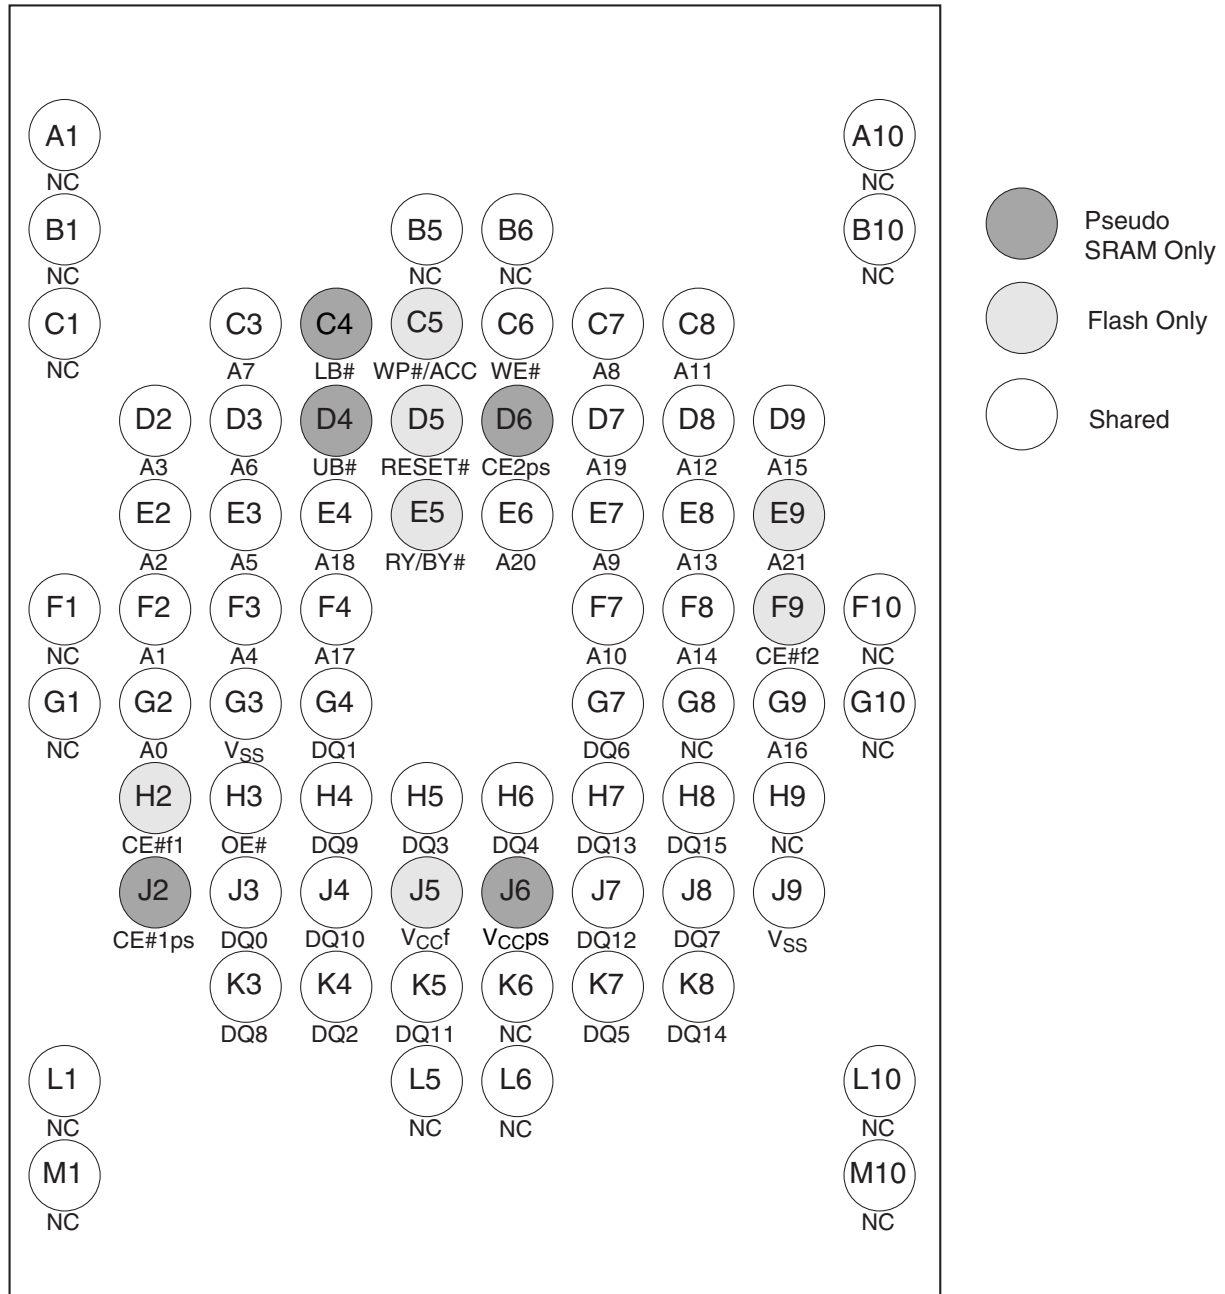 A1 A10
NC NC
B1 B5 B6 B10
NC NC NC NC
C1 C3 C4 C5 C6 C7 C8
NC A7 LB# WP#/ACC WE# A8 A11
D2 D3 D4 D5 D6 D7 D8 D9
A3 A6 UB# RESET# CE2ps A19 A12 A15
E2 E3 E4 E5 E6 E7 E8 E9
A2 A5 A18 RY/BY# A20 A9 A13 A21
F1 F2 F3 F4 F7 F8 F9 F10
NC A1 A4 A17 A10 A14 CE#f2 NC
G1 G2 G3 G4 G7 G8 G9 G10
NC A0 VSS DQ1 DQ6 NC A16 NC
H2 H3 H4 H5 H6 H7 H8 H9
CE#f1 OE# DQ9 DQ3 DQ4 DQ13 DQ15 NC
J2 J3 J4 J5 J6 J7 J8 J9
CE#1ps DQ0 DQ10 VCCf VCCps DQ12 DQ7 VSS
K3 K4 K5 K6 K7 K8
DQ8 DQ2 DQ11 NC DQ5 DQ14
L1 L5 L6 L10
NC NC NC NC
M1 M10
NC NC
Pseudo
SRAM Only
Flash Only
Shared